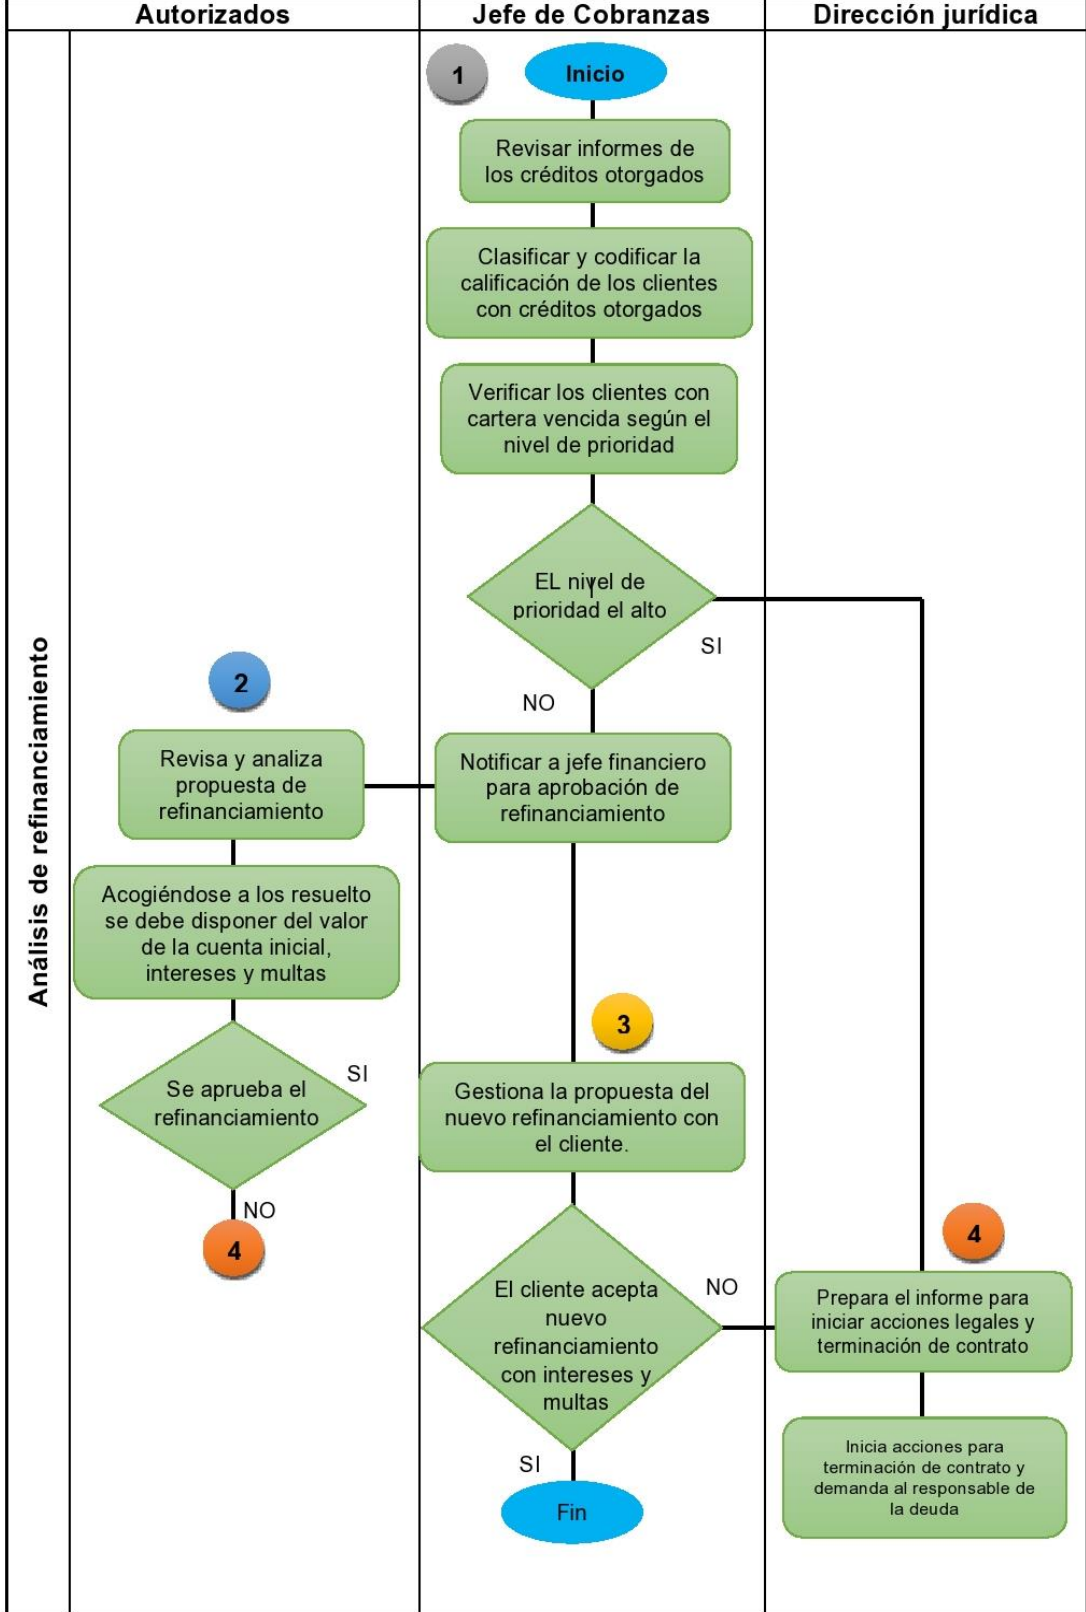 Autorizados
Jefe de Cobranzas
Dirección jurídica
Análisis de refinanciamiento
1
Inicio
Revisar informes de
los créditos otorgados
Clasificar y codificar la
calificación de los clientes
con créditos otorgados
Verificar los clientes con
cartera vencida según el
nivel de prioridad
EL nivel de
prioridad el alto
SI
NO
2
Revisa y analiza
propuesta de
refinanciamiento
Notificar a jefe financiero
para aprobación de
refinanciamiento
Acogiéndose a los resuelto
se debe disponer del valor
de la cuenta inicial,
intereses y multas
3
Se aprueba el
refinanciamiento
SI
NO
4
Gestiona la propuesta del
nuevo refinanciamiento con
el cliente.
El cliente acepta
nuevo
refinanciamiento
con intereses y
multas
NO
SI
Fin
4
Prepara el informe para
iniciar acciones legales y
terminación de contrato
Inicia acciones para
terminación de contrato y
demanda al responsable de
la deuda